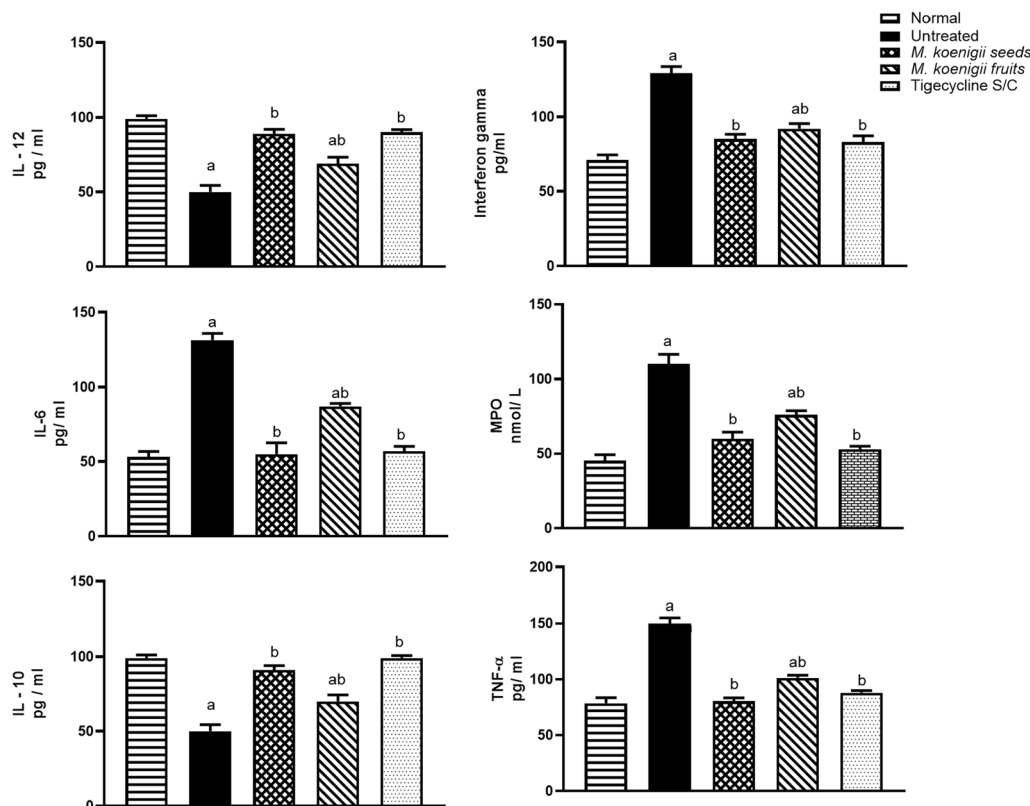 Normal
Untreated
M. koenigii seeds
M. koenigii fruits
Tigecycline S/C
IL - 12
pg / ml
150
100
50
0
a
b
ab
b
Interferon gamma
pg/ml
150
100
50
0
a
b
ab
b
IL-6
pg/ ml
150
100
50
0
a
b
ab
b
MPO
nmol/ L
150
100
50
0
a
b
ab
b
IL - 10
pg / ml
150
100
50
0
a
b
ab
b
TNF-α
pg/ ml
200
150
100
50
0
a
b
ab
b